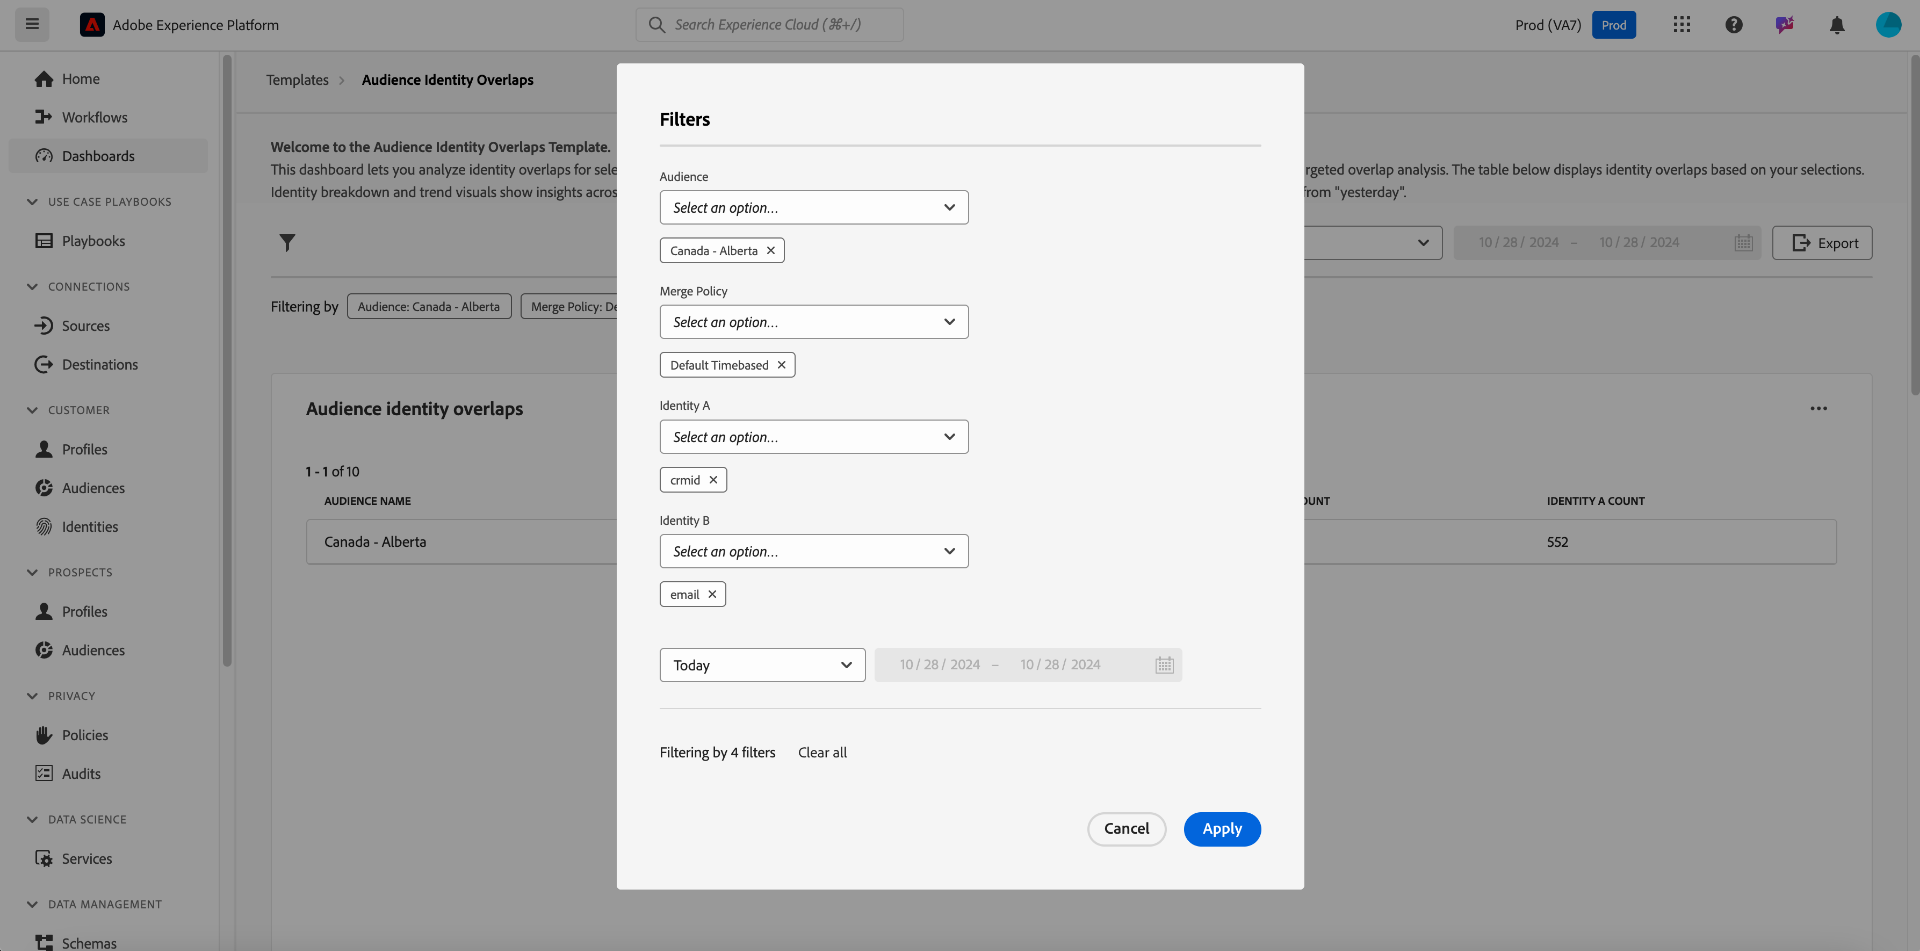 Adobe Experience Platform
Search Experience Cloud (⌘+/)
Prod (VA7)
Prod
Home
Workflows
Dashboards
USE CASE PLAYBOOKS
Playbooks
CONNECTIONS
Sources
Destinations
CUSTOMER
Profiles
Audiences
Identities
PROSPECTS
Profiles
Audiences
PRIVACY
Policies
Audits
DATA SCIENCE
Services
DATA MANAGEMENT
Schemas
Templates > Audience Identity Overlaps
Welcome to the Audience Identity Overlaps Template.
This dashboard lets you analyze identity overlaps for
overlap analysis. The table below displays identity overlaps based on your selections.
Identity breakdown and trend visuals show insights
from "yesterday".
10 / 28 / 2024 – 10 / 28 / 2024
Export
Filtering by
Audience: Canada - Alberta
Merge Policy:
Audience identity overlaps
1 - 1 of 10
AUDIENCE NAME
IDENTITY A COUNT
Canada - Alberta
552
Filters
Audience
Select an option...
Canada - Alberta
Merge Policy
Select an option...
Default Timebased
Identity A
Select an option...
crmid
Identity B
Select an option...
email
Today
10 / 28 / 2024 – 10 / 28 / 2024
Filtering by 4 filters
Clear all
Cancel
Apply